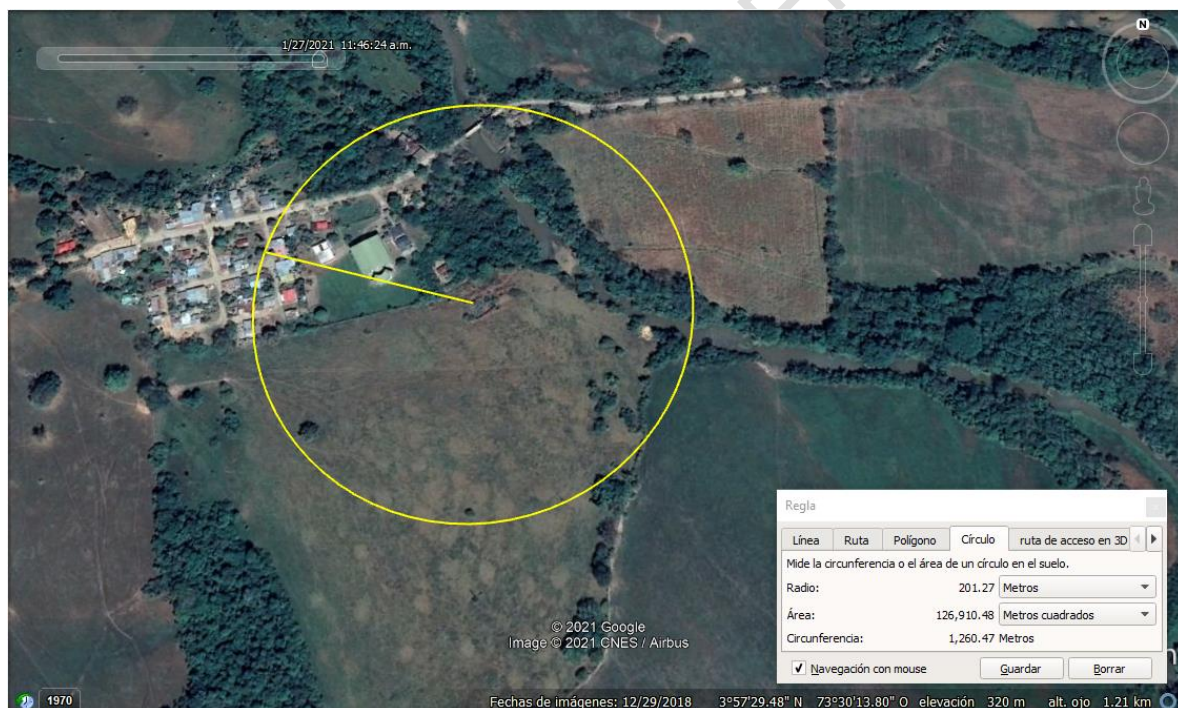 1/27/2021 11:46:24 a.m.
N
Regla
Línea Ruta Polígono Círculo ruta de acceso en 3D
Mide la circunferencia o el área de un círculo en el suelo.
Radio: 201.27 Metros
Área: 126,910.48 Metros cuadrados
Circunferencia: 1,260.47 Metros
Navegación con mouse Guardar Borrar
© 2021 Google
Image © 2021 CNES / Airbus
1970 Fechas de imágenes: 12/29/2018 3°57'29.48" N 73°30'13.80" O elevación 320 m alt. ojo 1.21 km